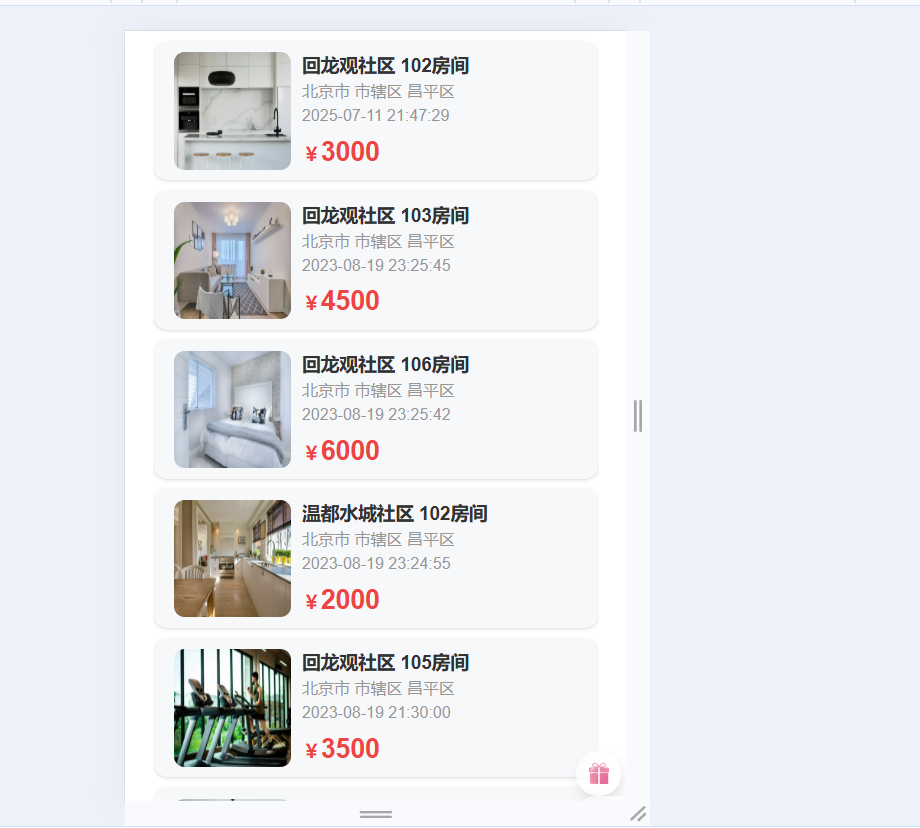 回龙观社区 102房间
北京市 市辖区 昌平区
2025-07-11 21:47:29
￥3000
回龙观社区 103房间
北京市 市辖区 昌平区
2023-08-19 23:25:45
￥4500
回龙观社区 106房间
北京市 市辖区 昌平区
2023-08-19 23:25:42
￥6000
温都水城社区 102房间
北京市 市辖区 昌平区
2023-08-19 23:24:55
￥2000
回龙观社区 105房间
北京市 市辖区 昌平区
2023-08-19 21:30:00
￥3500